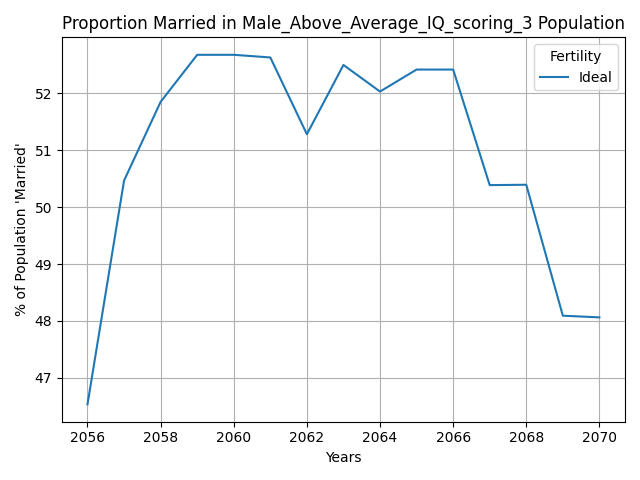 Proportion Married in Male_Above_Average_IQ_scoring_3 Population
Fertility
Ideal
% of Population 'Married'
52
51
50
49
48
47
2056 2058 2060 2062 2064 2066 2068 2070
Years